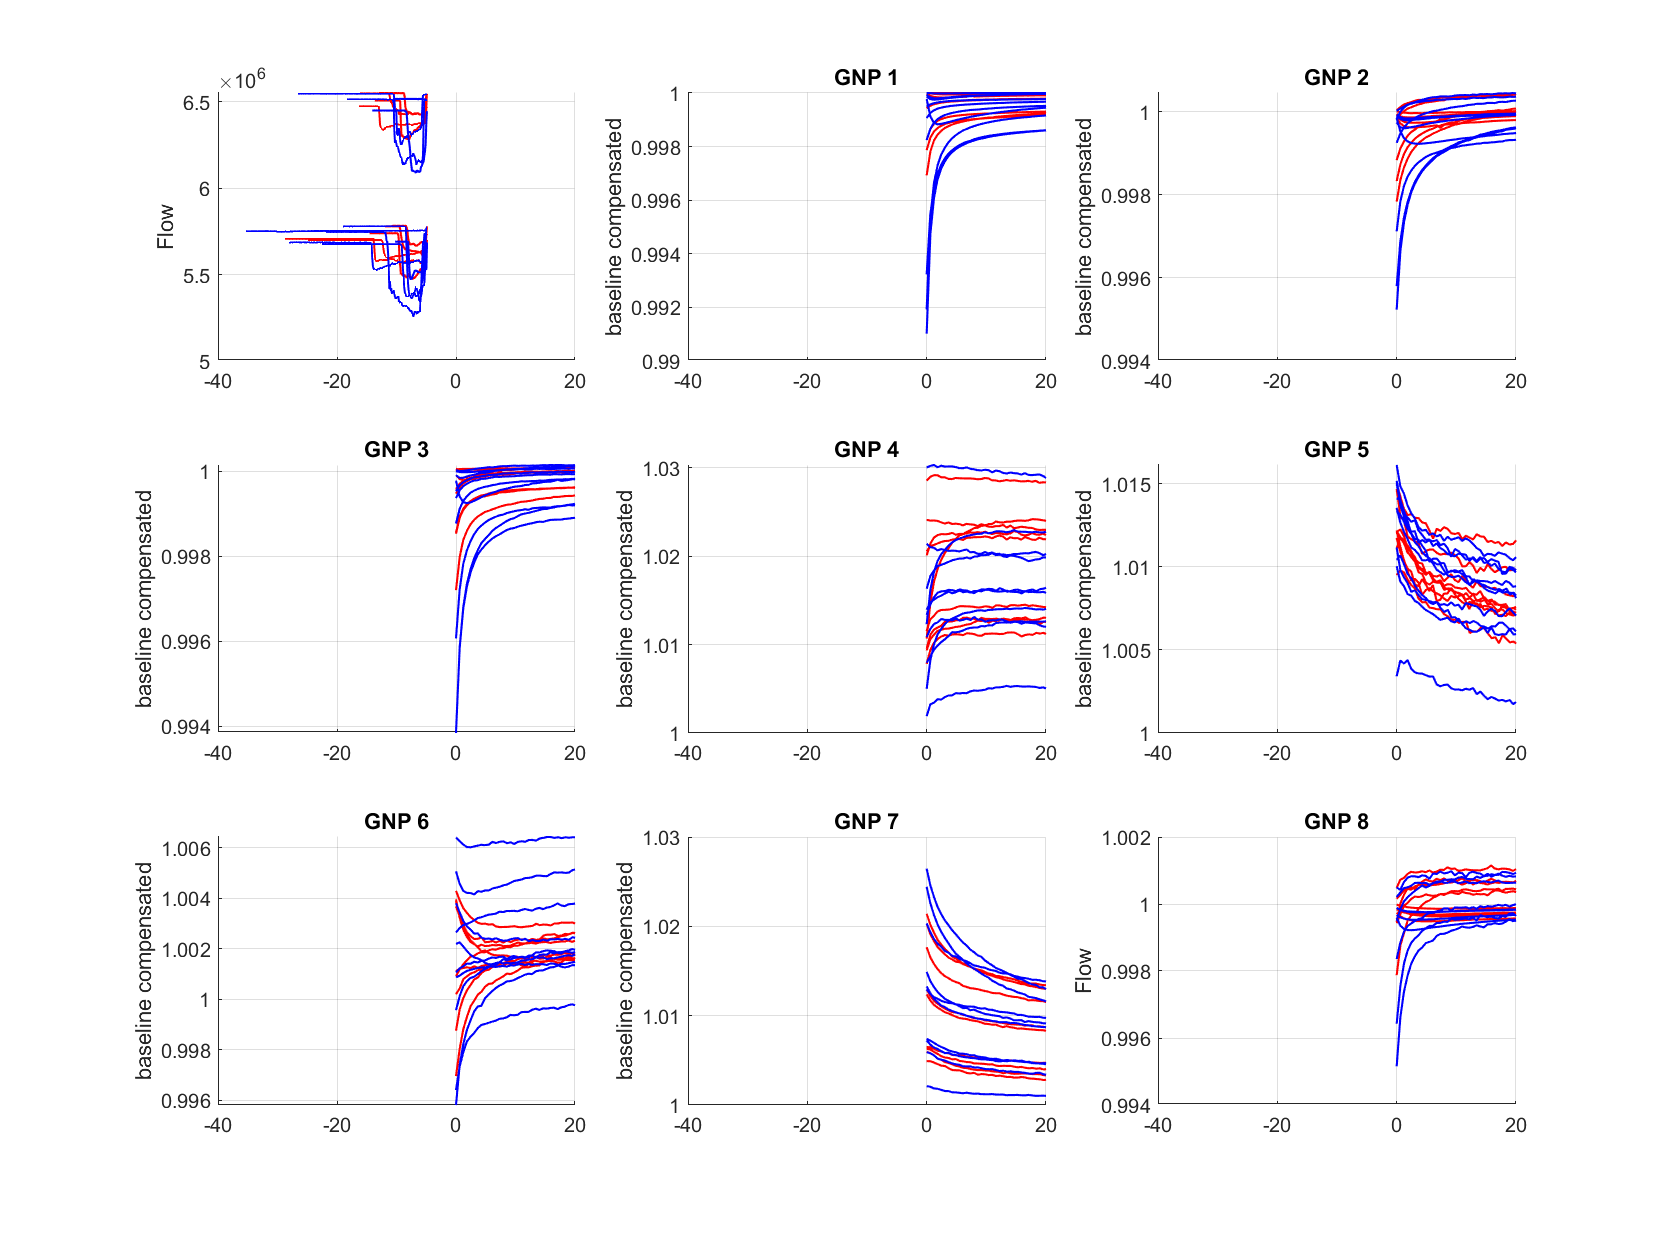 ×10⁶
6.5
6
5.5
5
Flow
-40 -20 0 20
GNP 1
1
0.998
0.996
0.994
0.992
0.99
baseline compensated
-40 -20 0 20
GNP 2
1
0.998
0.996
0.994
baseline compensated
-40 -20 0 20
GNP 3
1
0.998
0.996
0.994
baseline compensated
-40 -20 0 20
GNP 4
1.03
1.02
1.01
1
baseline compensated
-40 -20 0 20
GNP 5
1.015
1.01
1.005
1
baseline compensated
-40 -20 0 20
GNP 6
1.006
1.004
1.002
1
0.998
0.996
baseline compensated
-40 -20 0 20
GNP 7
1.03
1.02
1.01
1
baseline compensated
-40 -20 0 20
GNP 8
1.002
1
0.998
0.996
0.994
Flow
-40 -20 0 20